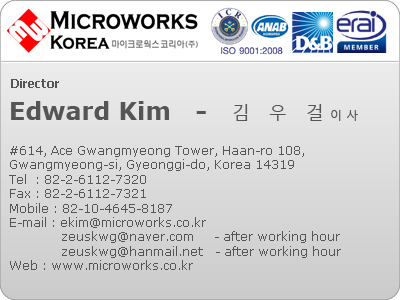 MICROWORKS
KOREA 마이크로웍스코리아(주)
ICR
ANAB
ACCREDITED
D&B
erai
MEMBER
ISO 9001:2008
Director
Edward Kim - 김 우 걸 이 사
#614, Ace Gwangmyeong Tower, Haan-ro 108,
Gwangmyeong-si, Gyeonggi-do, Korea 14319
Tel : 82-2-6112-7320
Fax : 82-2-6112-7321
Mobile : 82-10-4645-8187
E-mail : ekim@microworks.co.kr
zeuskwg@naver.com - after working hour
zeuskwg@hanmail.net - after working hour
Web : www.microworks.co.kr